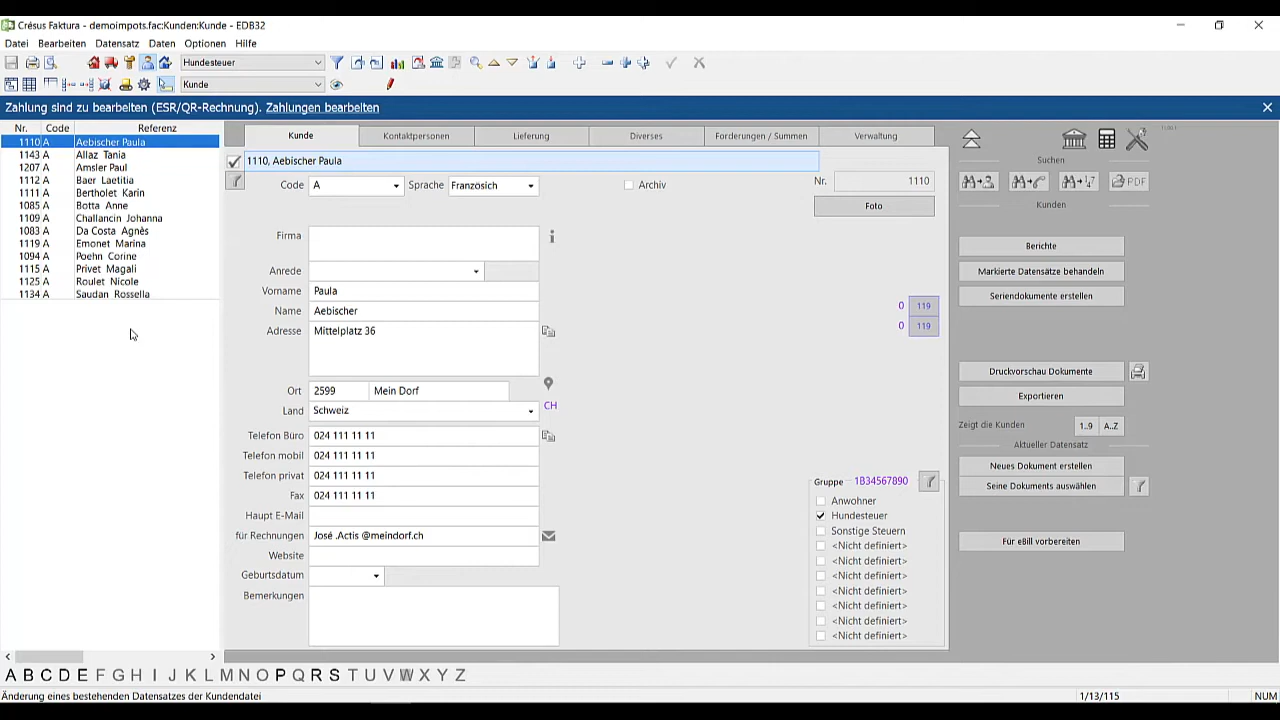 Crésus Faktura - demoimpots.fac:Kunden:Kunde - EDB32
Datei Bearbeiten Datensatz Daten Optionen Hilfe
Hundesteuer
Kunde
Zahlung sind zu bearbeiten (ESR/QR-Rechnung). Zahlungen bearbeiten
Nr. Code Referenz
1110 A Aebischer Paula
1143 A Allaz Tania
1207 A Amsler Paul
1112 A Baer Laetitia
1111 A Bertholet Karin
1085 A Botta Anne
1109 A Challancin Johanna
1083 A Da Costa Agnès
1119 A Emonet Marina
1094 A Poehn Corine
1115 A Privet Magali
1125 A Roulet Nicole
1134 A Saudan Rossella
Kunde Kontaktpersonen Lieferung Diverses Forderungen / Summen Verwaltung
1110, Aebischer Paula
Code A Sprache Französich Archiv Nr. 1110
Foto
Firma
Anrede
Vorname Paula
Name Aebischer
Adresse Mittelplatz 36
Ort 2599 Mein Dorf
Land Schweiz CH
Telefon Büro 024 111 11 11
Telefon mobil 024 111 11 11
Telefon privat 024 111 11 11
Fax 024 111 11 11
Haupt E-Mail
für Rechnungen José .Actis @meindorf.ch
Website
Geburtsdatum
Bemerkungen
0 119
0 119
Gruppe 1B34567890
Anwohner
Hundesteuer
Sonstige Steuern
<Nicht definiert>
<Nicht definiert>
<Nicht definiert>
<Nicht definiert>
<Nicht definiert>
<Nicht definiert>
<Nicht definiert>
Suchen
PDF
Kunden
Berichte
Markierte Datensätze behandeln
Seriendokumente erstellen
Druckvorschau Dokumente
Exportieren
Zeigt die Kunden 1..9 A..Z
Aktueller Datensatz
Neues Dokument erstellen
Seine Dokuments auswählen
Für eBill vorbereiten
A B C D E F G H I J K L M N O P Q R S T U V W X Y Z
Änderung eines bestehenden Datensatzes der Kundendatei 1/13/115 NUM